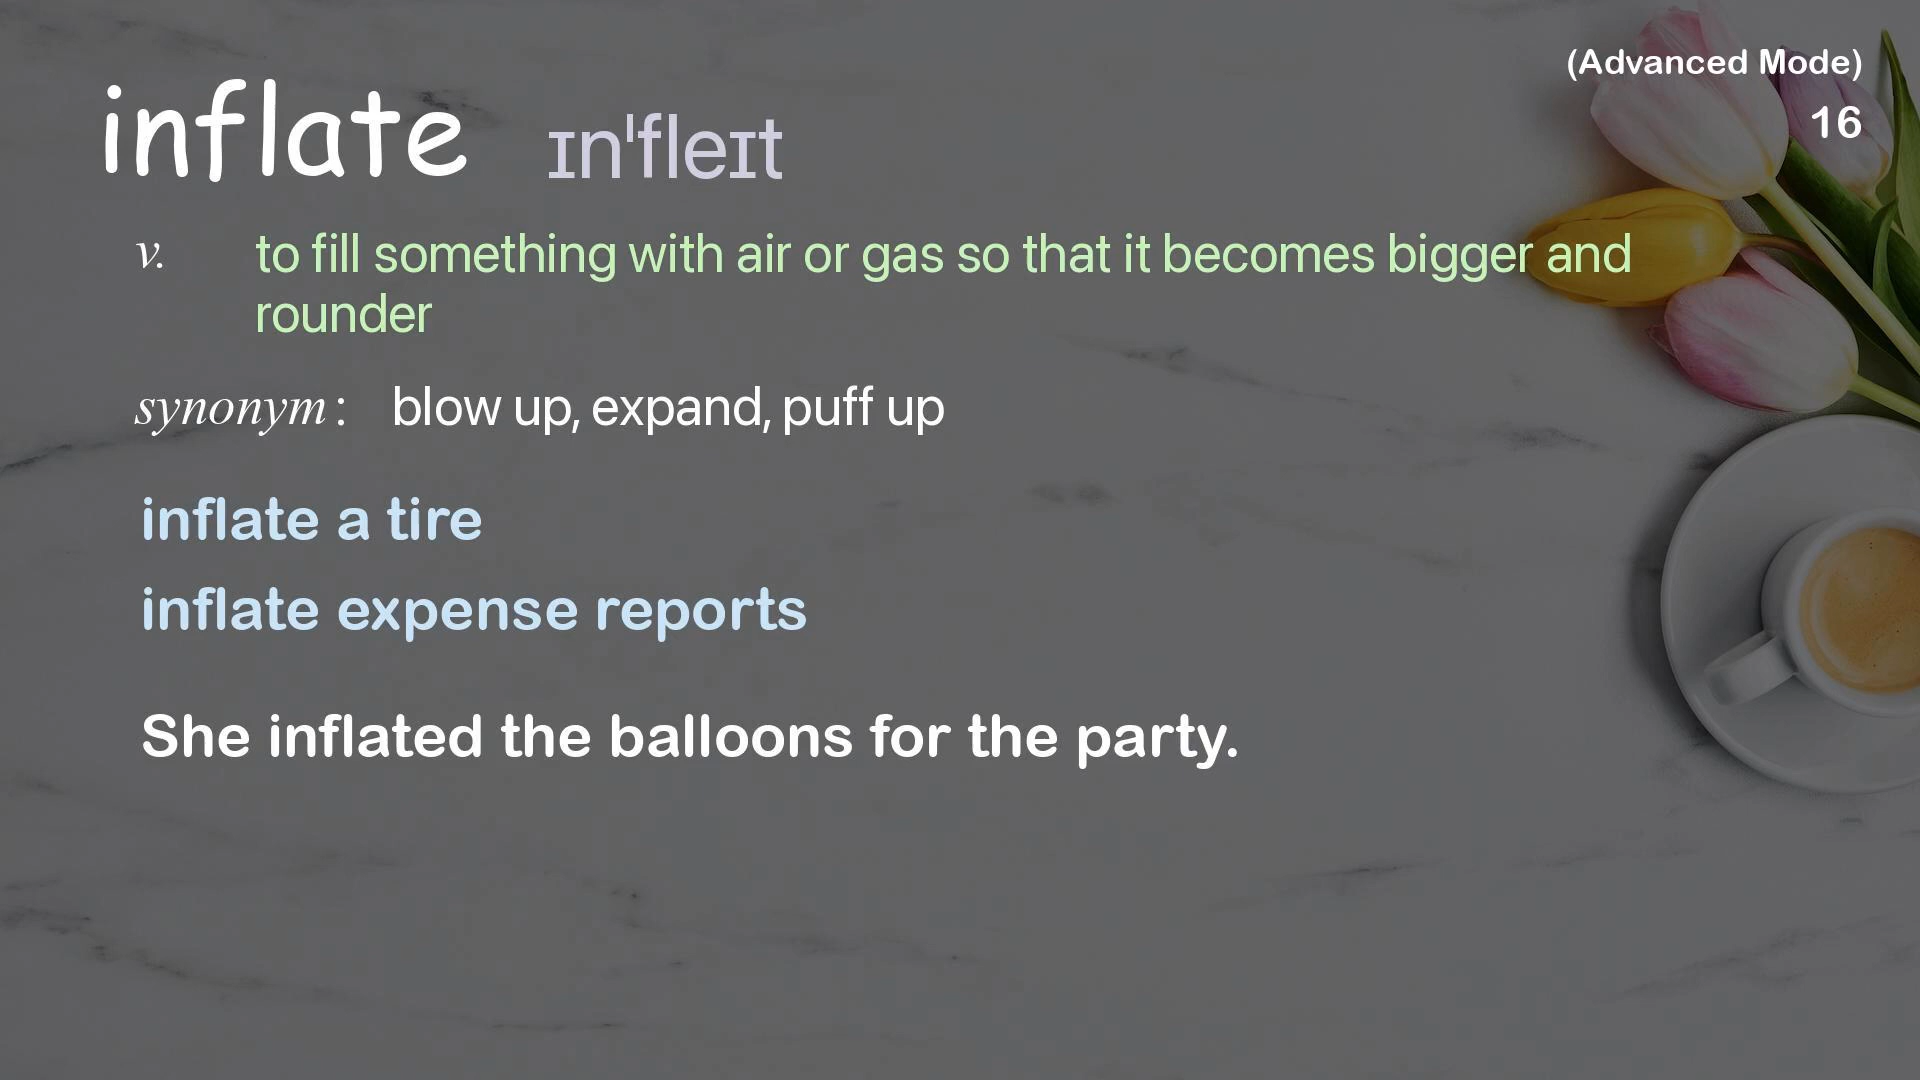 (Advanced Mode)
16
inflate ɪnˈfleɪt
v. to fill something with air or gas so that it becomes bigger and
rounder
synonym : blow up, expand, puff up
inflate a tire
inflate expense reports
She inflated the balloons for the party.